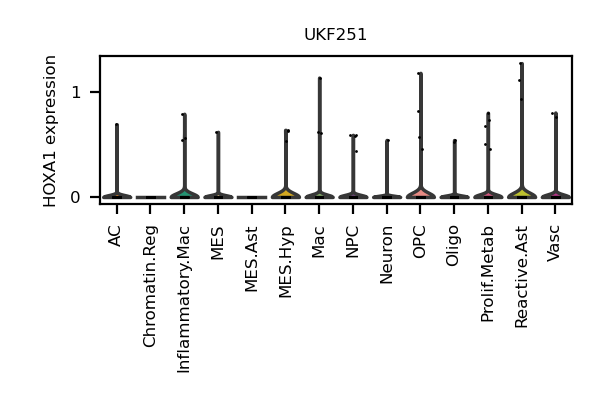 UKF251
HOXA1 expression
1
0
AC
Chromatin.Reg
Inflammatory.Mac
MES
MES.Ast
MES.Hyp
Mac
NPC
Neuron
OPC
Oligo
Prolif.Metab
Reactive.Ast
Vasc